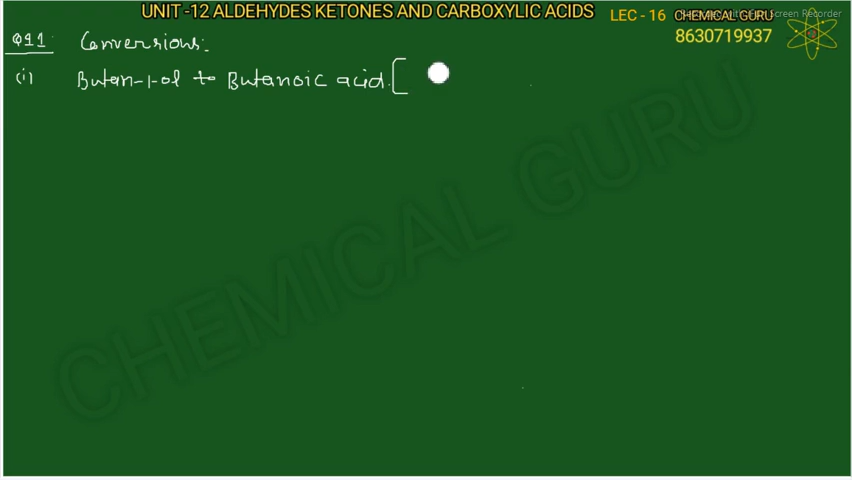 UNIT -12 ALDEHYDES KETONES AND CARBOXYLIC ACIDS
LEC - 16
CHEMICAL GURU
8630719937
Q11 Conversions:
(i) Butan-1-ol to Butanoic acid. [
CHEMICAL GURU